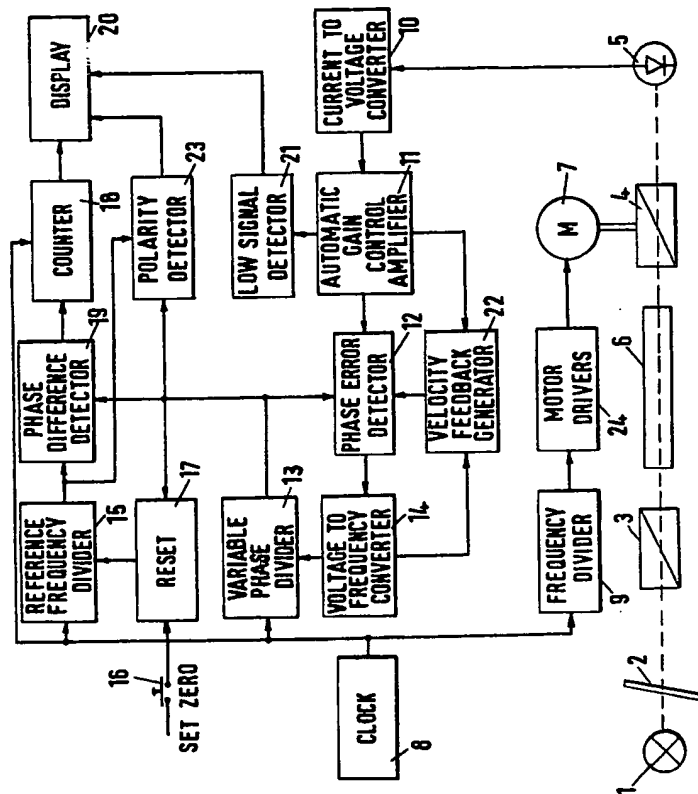 20
DISPLAY
18
COUNTER
23
POLARITY
DETECTOR
19
PHASE
DIFFERENCE
DETECTOR
15
REFERENCE
FREQUENCY
DIVIDER
17
RESET
16
SET ZERO
21
LOW SIGNAL
DETECTOR
10
CURRENT TO
VOLTAGE
CONVERTER
11
AUTOMATIC
GAIN
CONTROL
AMPLIFIER
12
PHASE ERROR
DETECTOR
13
VARIABLE
PHASE
DIVIDER
14
VOLTAGE TO
FREQUENCY
CONVERTER
22
VELOCITY
FEEDBACK
GENERATOR
CLOCK
8
FREQUENCY
DIVIDER
9
MOTOR
DRIVERS
24
M
7
5
4
6
3
2
1